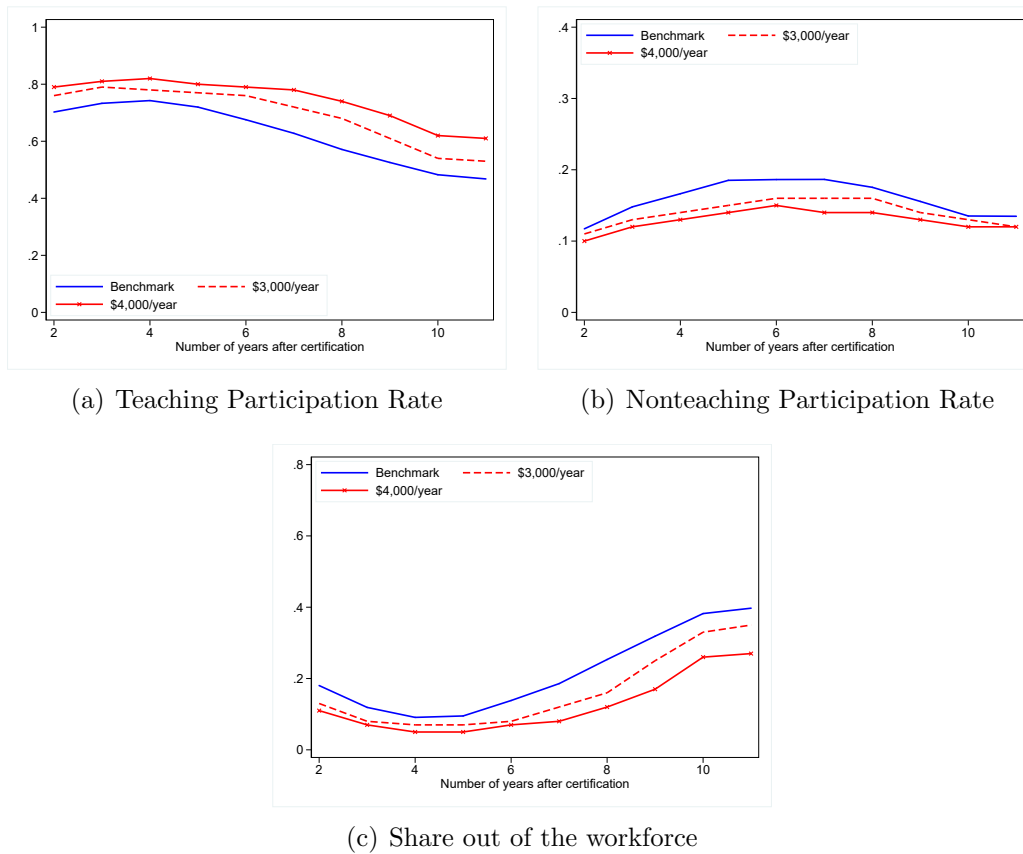 1
.8
.6
.4
.2
0
Benchmark
$3,000/year
$4,000/year
2 4 6 8 10
Number of years after certification
(a) Teaching Participation Rate
.4
.3
.2
.1
0
Benchmark
$3,000/year
$4,000/year
2 4 6 8 10
Number of years after certification
(b) Nonteaching Participation Rate
.8
.6
.4
.2
0
Benchmark
$3,000/year
$4,000/year
2 4 6 8 10
Number of years after certification
(c) Share out of the workforce